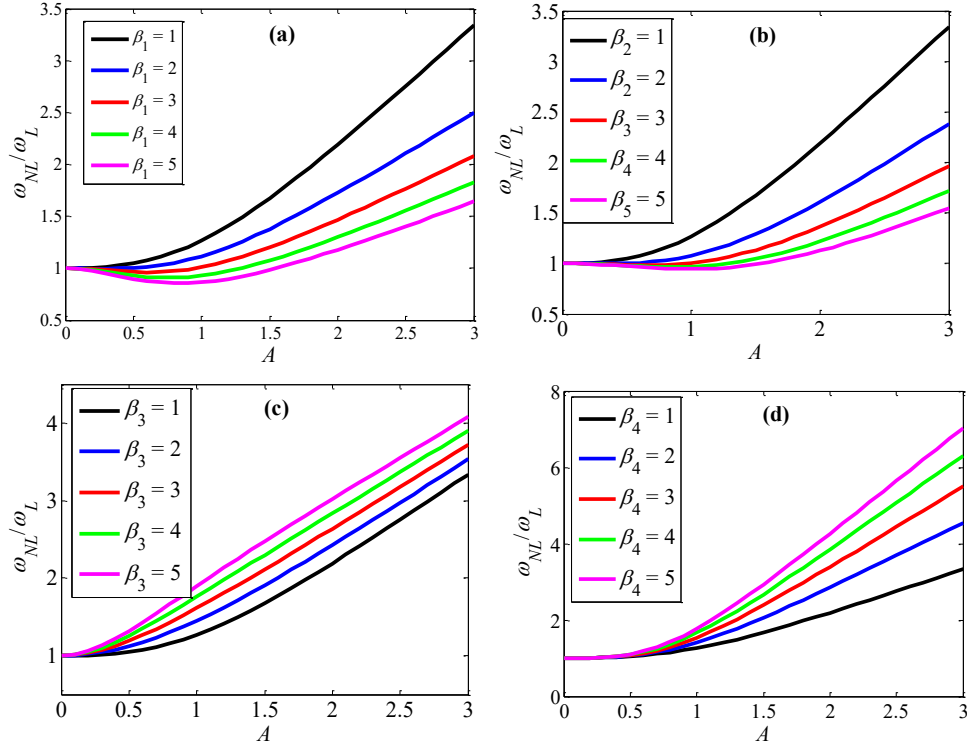 (a)
β1 = 1
β1 = 2
β1 = 3
β1 = 4
β1 = 5
ωNL/ωL
3.5
3
2.5
2
1.5
1
0.5
0 0.5 1 1.5 2 2.5 3
A
(b)
β2 = 1
β2 = 2
β3 = 3
β4 = 4
β5 = 5
ωNL/ωL
3.5
3
2.5
2
1.5
1
0.5
0 1 2 3
A
(c)
β3 = 1
β3 = 2
β3 = 3
β3 = 4
β3 = 5
ωNL/ωL
4
3
2
1
0 0.5 1 1.5 2 2.5 3
A
(d)
β4 = 1
β4 = 2
β4 = 3
β4 = 4
β4 = 5
ωNL/ωL
8
6
4
2
0
0 0.5 1 1.5 2 2.5 3
A